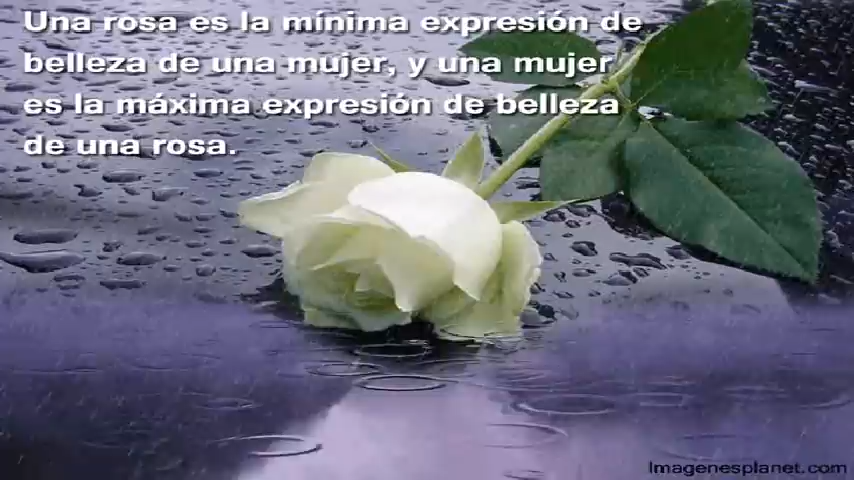 Una rosa es la mínima expresión de
belleza de una mujer, y una mujer
es la máxima expresión de belleza
de una rosa.
Imagenesplanet.com